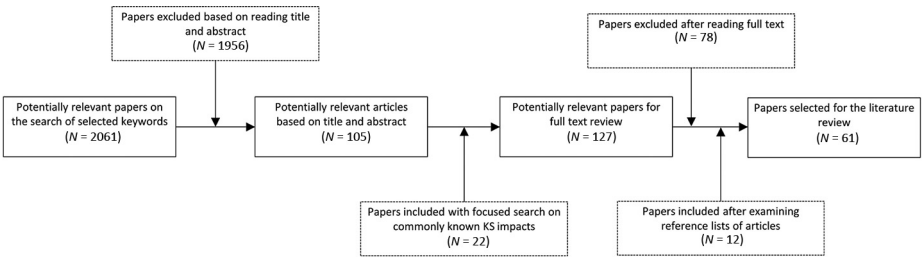 Papers excluded based on reading title
and abstract
(N = 1956)
Papers excluded after reading full text
(N = 78)
Potentially relevant papers on
the search of selected keywords
(N = 2061)
Potentially relevant articles
based on title and abstract
(N = 105)
Potentially relevant papers for
full text review
(N = 127)
Papers selected for the literature
review
(N = 61)
Papers included with focused search on
commonly known KS impacts
(N = 22)
Papers included after examining
reference lists of articles
(N = 12)